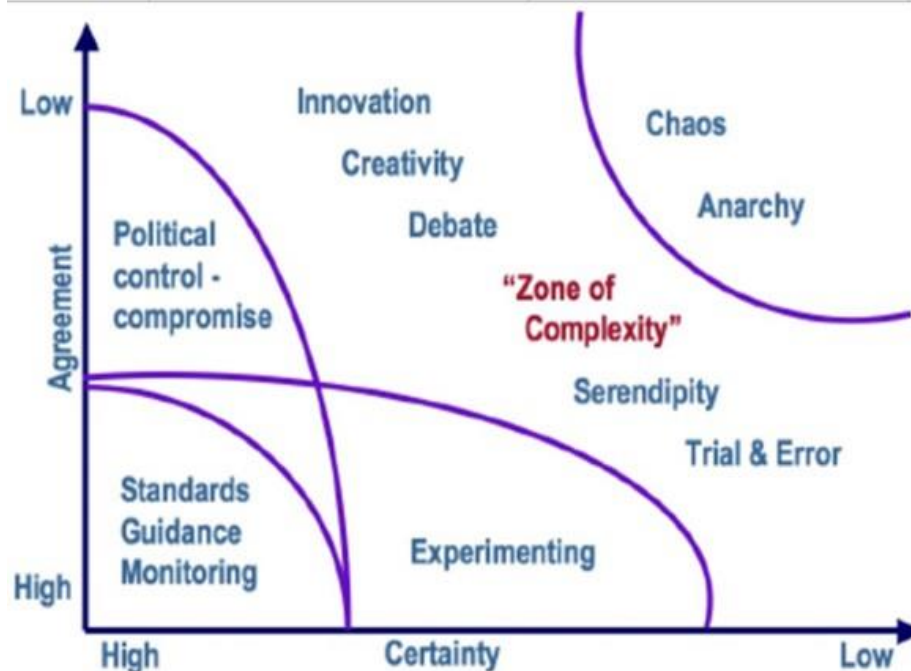 Low
Innovation
Chaos
Creativity
Anarchy
Debate
Political
control -
compromise
“Zone of
Complexity”
Agreement
Serendipity
Trial & Error
Standards
Guidance
Monitoring
Experimenting
High
High
Certainty
Low